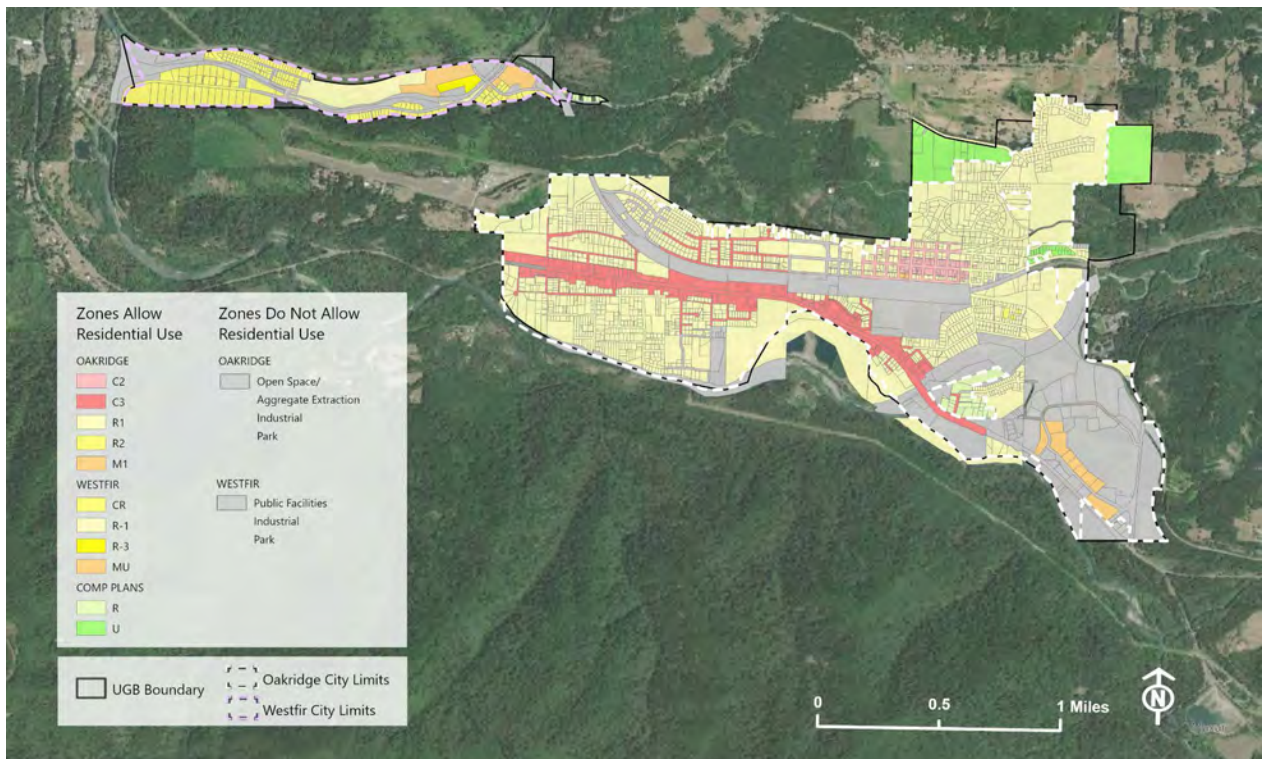 Zones Allow
Residential Use
OAKRIDGE
C2
C3
R1
R2
M1
WESTFIR
CR
R-1
R-3
MU
COMP PLANS
R
U
Zones Do Not Allow
Residential Use
OAKRIDGE
Open Space/
Aggregate Extraction
Industrial
Park
WESTFIR
Public Facilities
Industrial
Park
UGB Boundary
Oakridge City Limits
Westfir City Limits
0 0.5 1 Miles
N